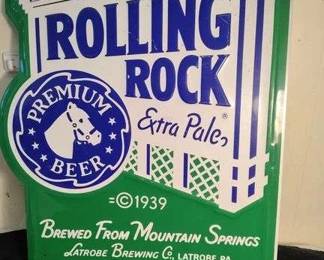 ROLLING
ROCK
Extra Pale
®
PREMIUM
BEER
=©1939
BREWED FROM MOUNTAIN SPRINGS
LATROBE BREWING CO., LATROBE PA.